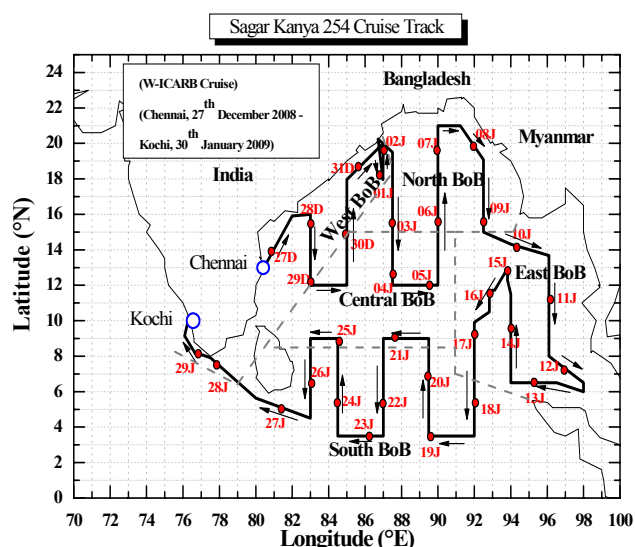 Sagar Kanya 254 Cruise Track
Bangladesh
(W-ICARB Cruise)
(Chennai, 27th December 2008 -
Kochi, 30th January 2009)
Myanmar
India
West BoB
North BoB
Chennai
Central BoB
East BoB
Kochi
South BoB
27D
28D
29D
30D
31D
01J
02J
03J
04J
05J
06J
07J
08J
09J
10J
11J
12J
13J
14J
15J
16J
17J
18J
19J
20J
21J
22J
23J
24J
25J
26J
27J
28J
29J
Latitude (°N)
24
22
20
18
16
14
12
10
8
6
4
2
0
70 72 74 76 78 80 82 84 86 88 90 92 94 96 98 100
Longitude (°E)